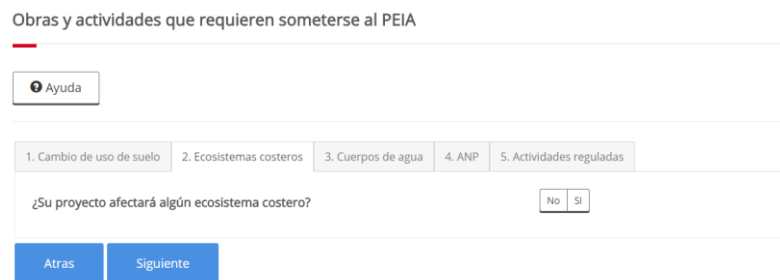 Obras y actividades que requieren someterse al PEIA
Ayuda
1. Cambio de uso de suelo 2. Ecosistemas costeros 3. Cuerpos de agua 4. ANP 5. Actividades reguladas
¿Su proyecto afectará algún ecosistema costero? No SI
Atras Siguiente